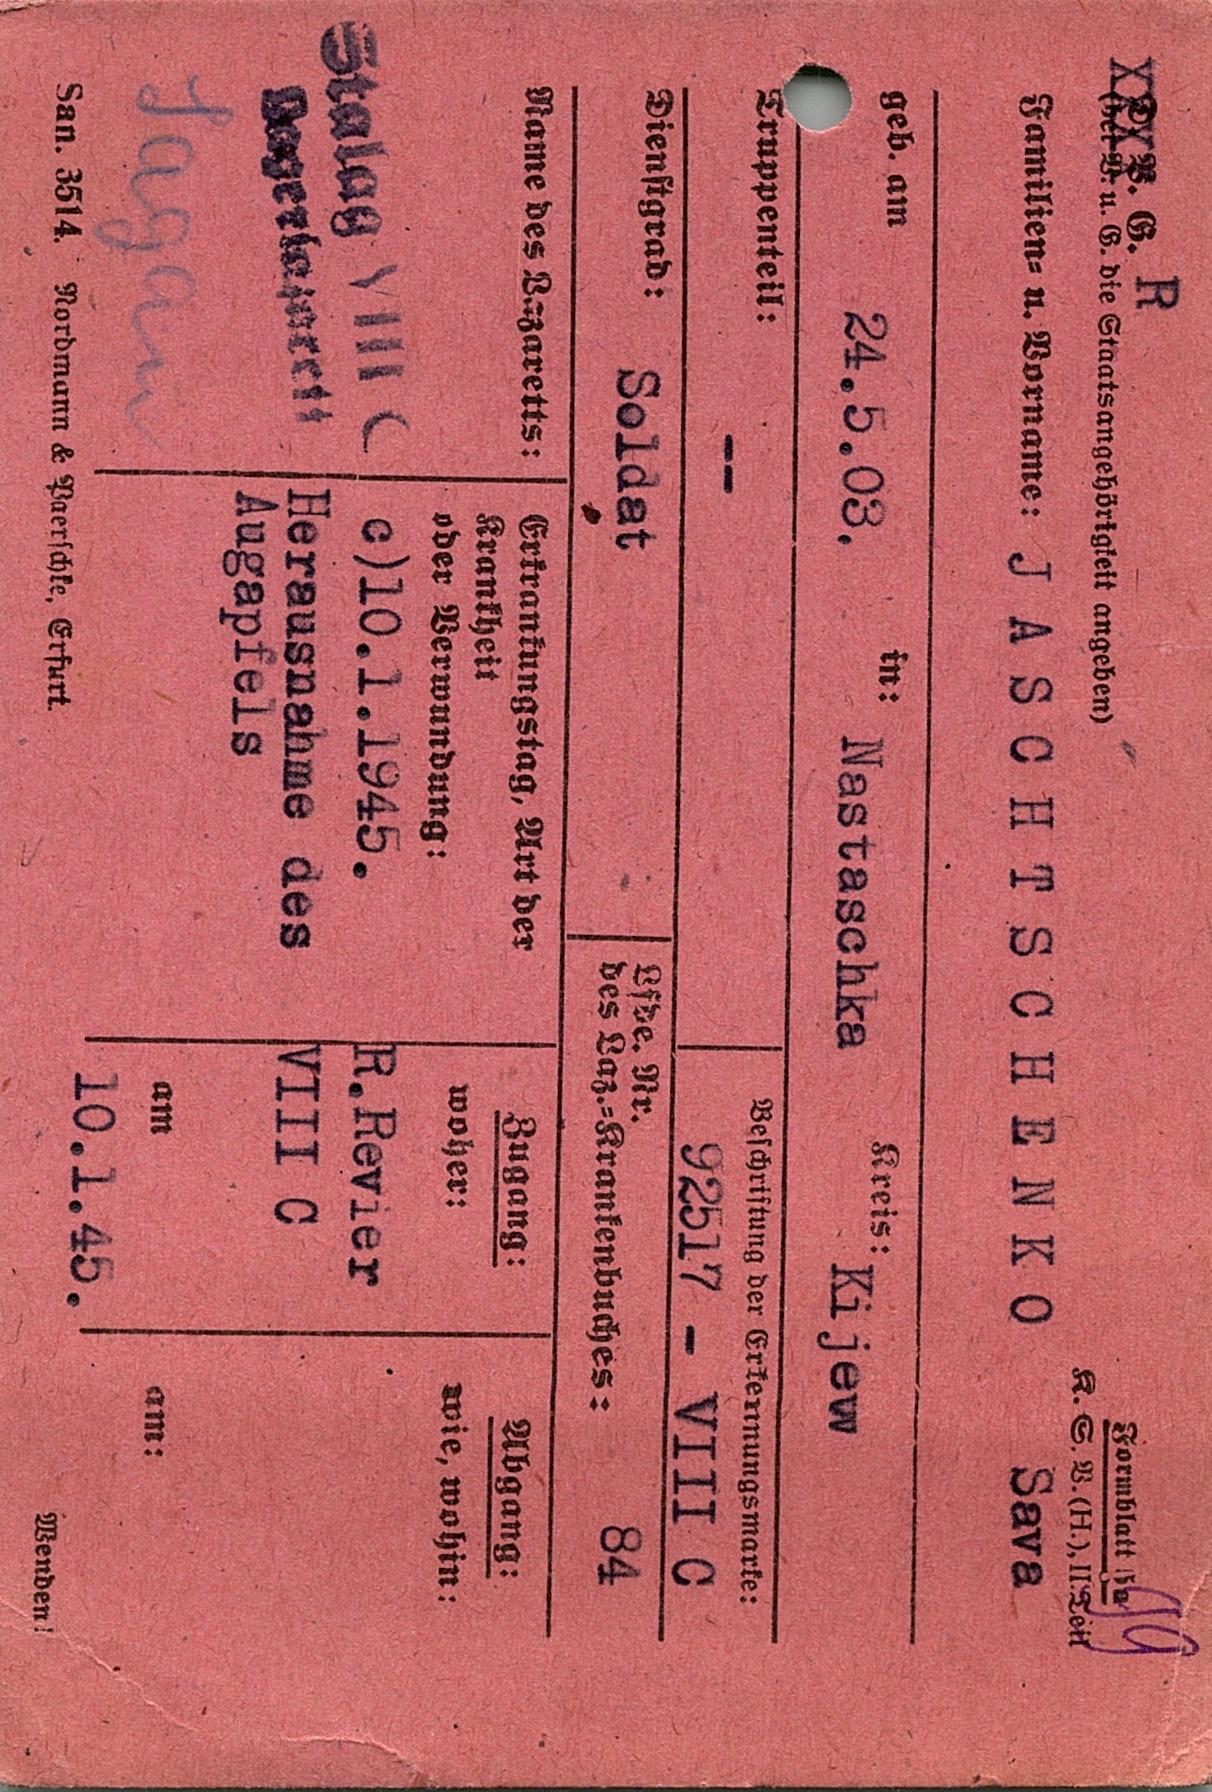 Formblatt 15a
R
XXX V. G.
(bei V. u. G. die Staatsangehörigkeit angeben)
K. S. V. (H.), II. Teil
Familien- u. Vorname: JASCHTSCHENKO Sava
geb. am 24.5.03. in: Nastaschka Kreis: Kijew
Truppenteil: --
Beschriftung der Erkennungsmarke:
92517 - VIII C
Dienstgrad: Soldat
Lfde. Nr.
des Laz.-Krankenbuches: 84
Name des Lazaretts:
Stalag VIII C
Lagerlazarett
Sagan
Erkrankungstag, Art der
Krankheit
oder Verwundung:
c)10.1.1945.
Herausnahme des
Augapfels
Zugang:
woher:
R.Revier
VIII C
am
10.1.45.
Abgang:
wie, wohin:
am:
San. 3514. Nordmann & Paerschke, Erfurt.
Wenden!